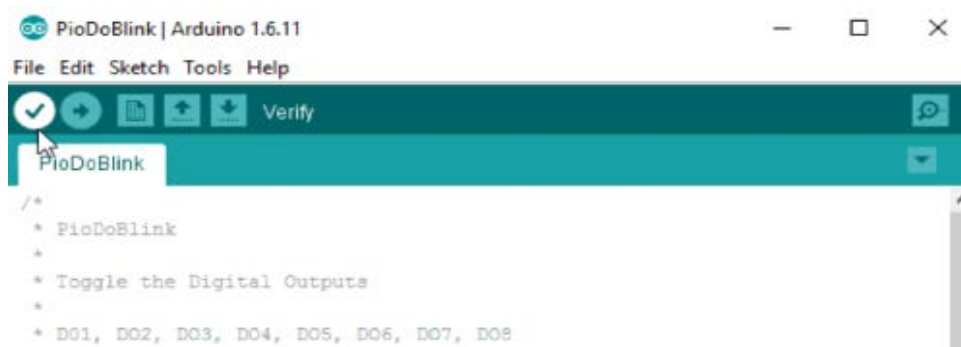 PioDoBlink | Arduino 1.6.11
File Edit Sketch Tools Help
Verify
PioDoBlink
/*
* PioDoBlink
*
* Toggle the Digital Outputs
*
* DO1, DO2, DO3, DO4, DO5, DO6, DO7, DO8